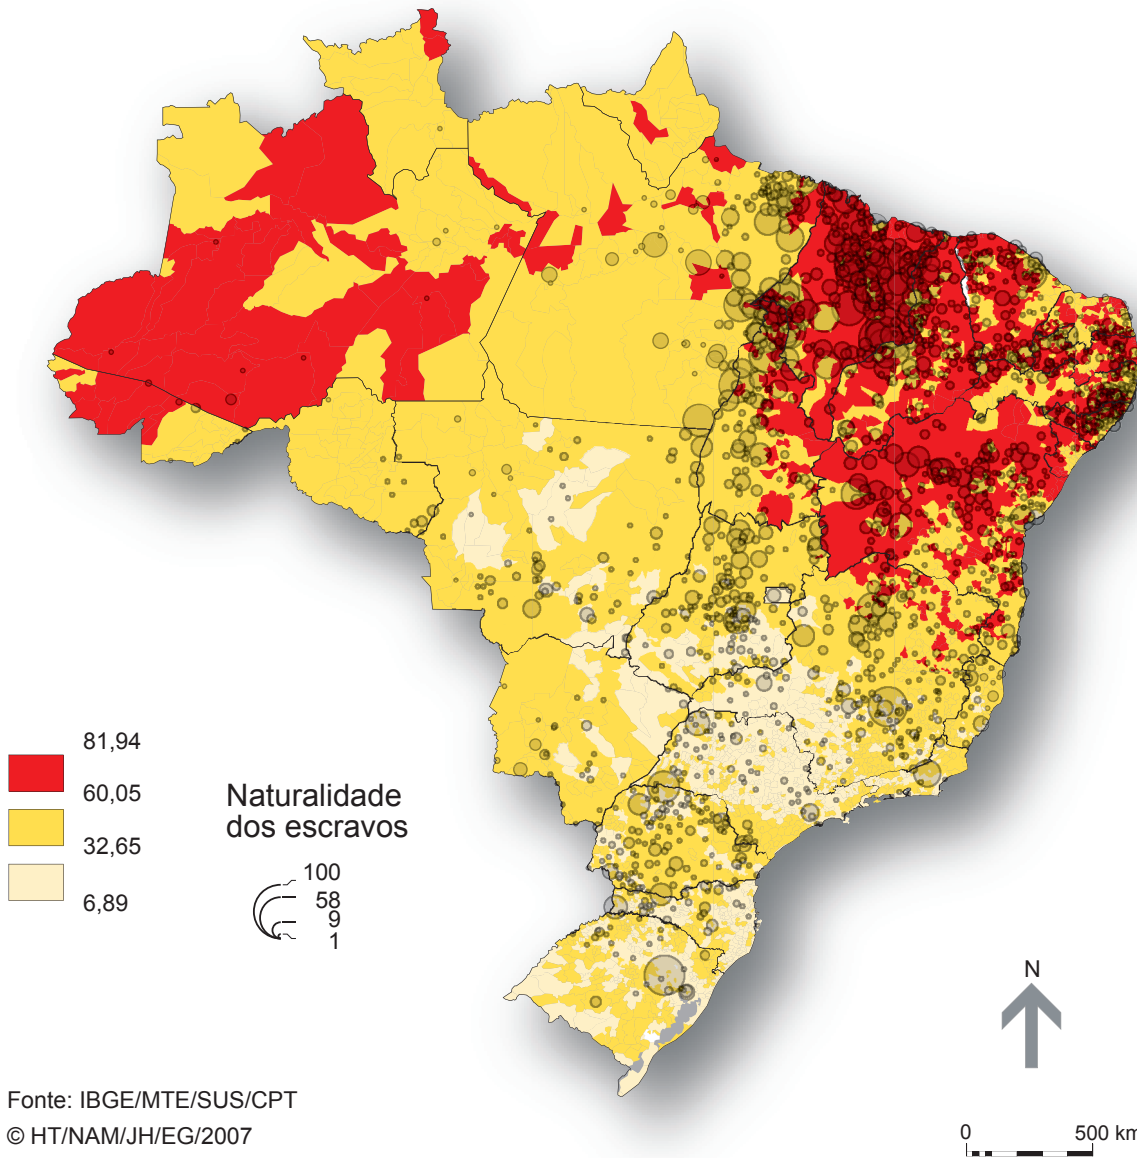 81,94
60,05
32,65
6,89
Naturalidade
dos escravos
100
58
9
1
N
Fonte: IBGE/MTE/SUS/CPT
© HT/NAM/JH/EG/2007
0 500 km